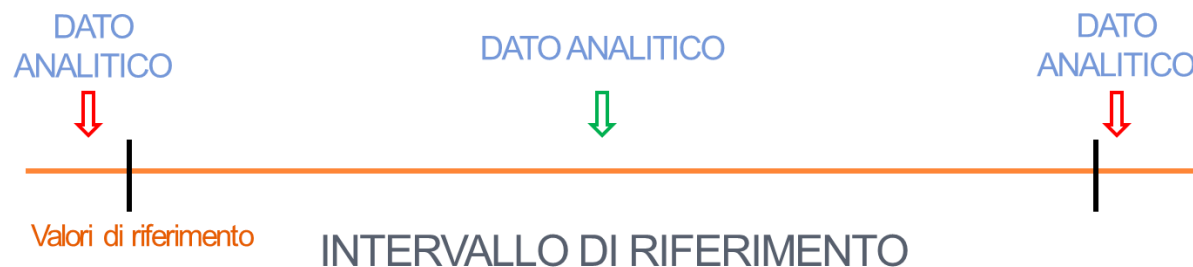 DATO
ANALITICO
DATO ANALITICO
DATO
ANALITICO
Valori di riferimento
INTERVALLO DI RIFERIMENTO